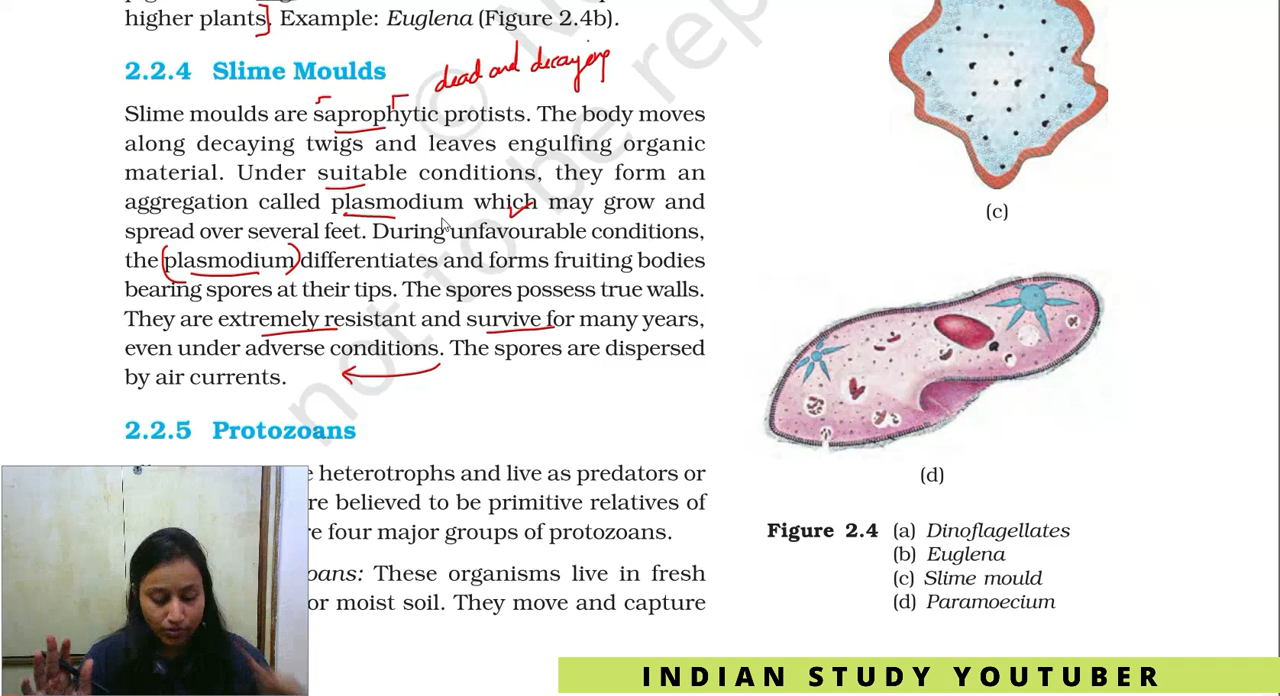 higher plants]. Example: Euglena (Figure 2.4b).
2.2.4 Slime Moulds
dead and decaying
Slime moulds are saprophytic protists. The body moves
along decaying twigs and leaves engulfing organic
material. Under suitable conditions, they form an
aggregation called plasmodium which may grow and
spread over several feet. During unfavourable conditions,
the (plasmodium) differentiates and forms fruiting bodies
bearing spores at their tips. The spores possess true walls.
They are extremely resistant and survive for many years,
even under adverse conditions. The spores are dispersed
by air currents.
2.2.5 Protozoans
heterotrophs and live as predators or
re believed to be primitive relatives of
re four major groups of protozoans.
oans: These organisms live in fresh
or moist soil. They move and capture
(c)
(d)
Figure 2.4 (a) Dinoflagellates
(b) Euglena
(c) Slime mould
(d) Paramoecium
not to be rep
INDIAN STUDY YOUTUBER